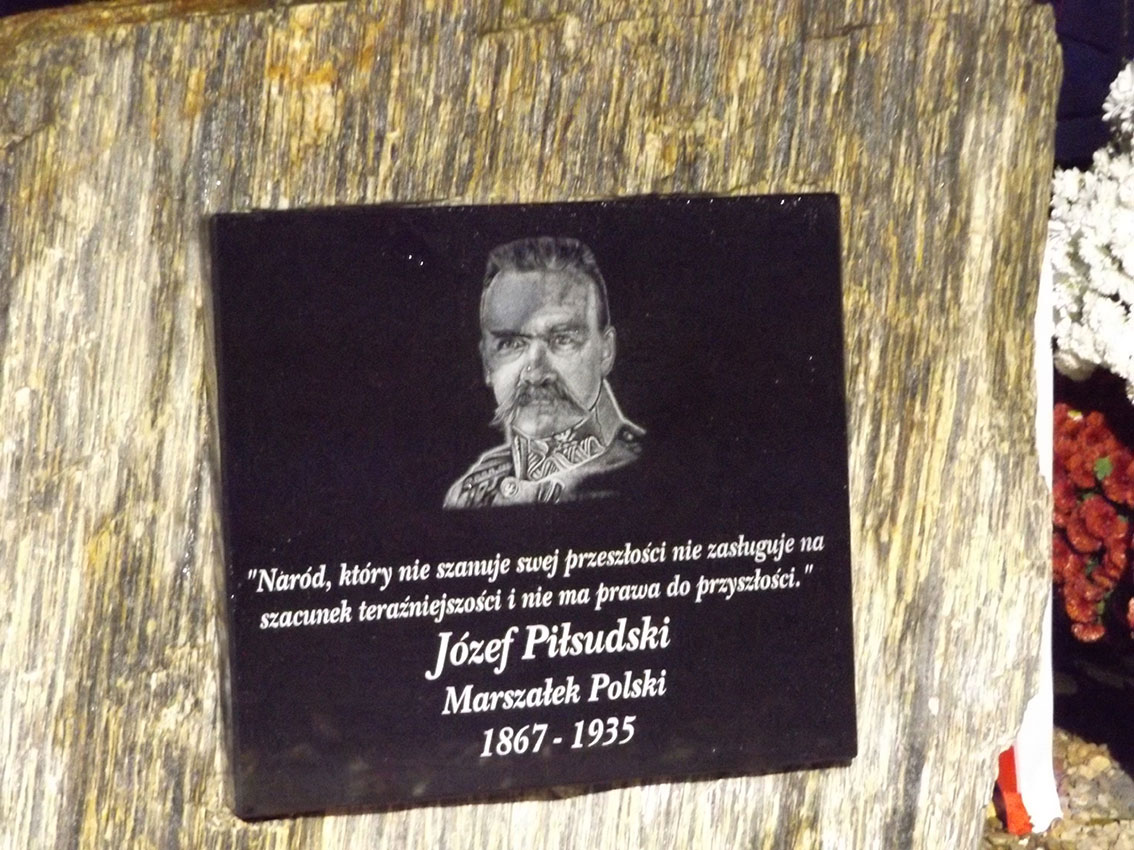 "Naród, który nie szanuje swej przeszłości nie zasługuje na
szacunek teraźniejszości i nie ma prawa do przyszłości."
Józef Piłsudski
Marszałek Polski
1867 - 1935